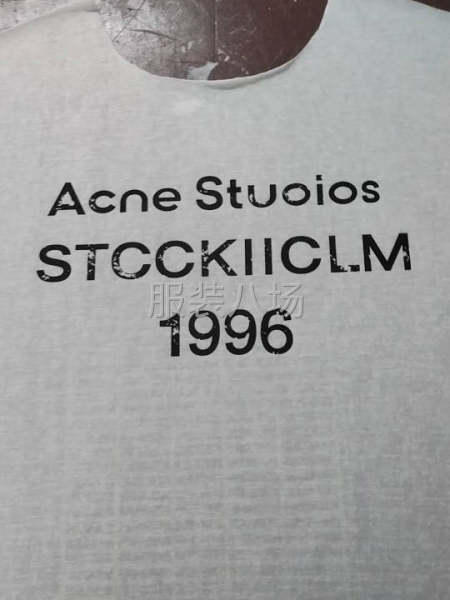 Acne Stuoios
STCCKIICLM
服装八场
1996